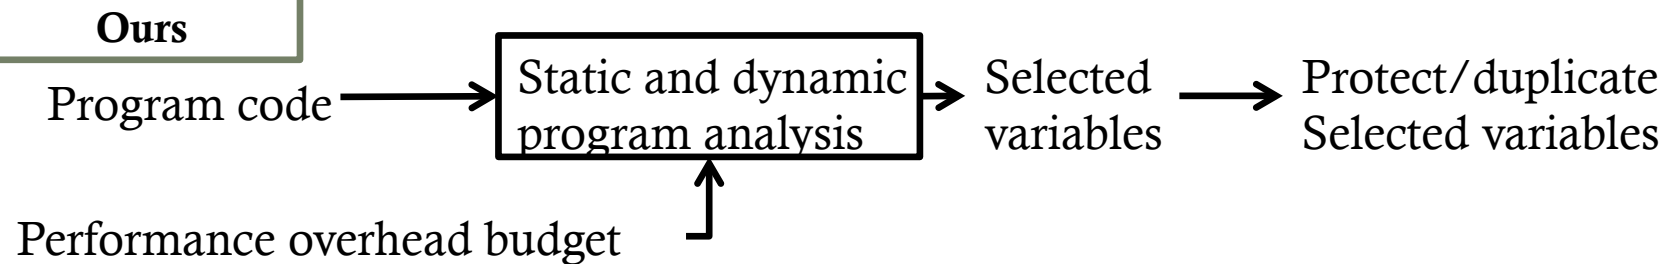 Ours
Program code
Static and dynamic
program analysis
Selected
variables
Protect/duplicate
Selected variables
Performance overhead budget